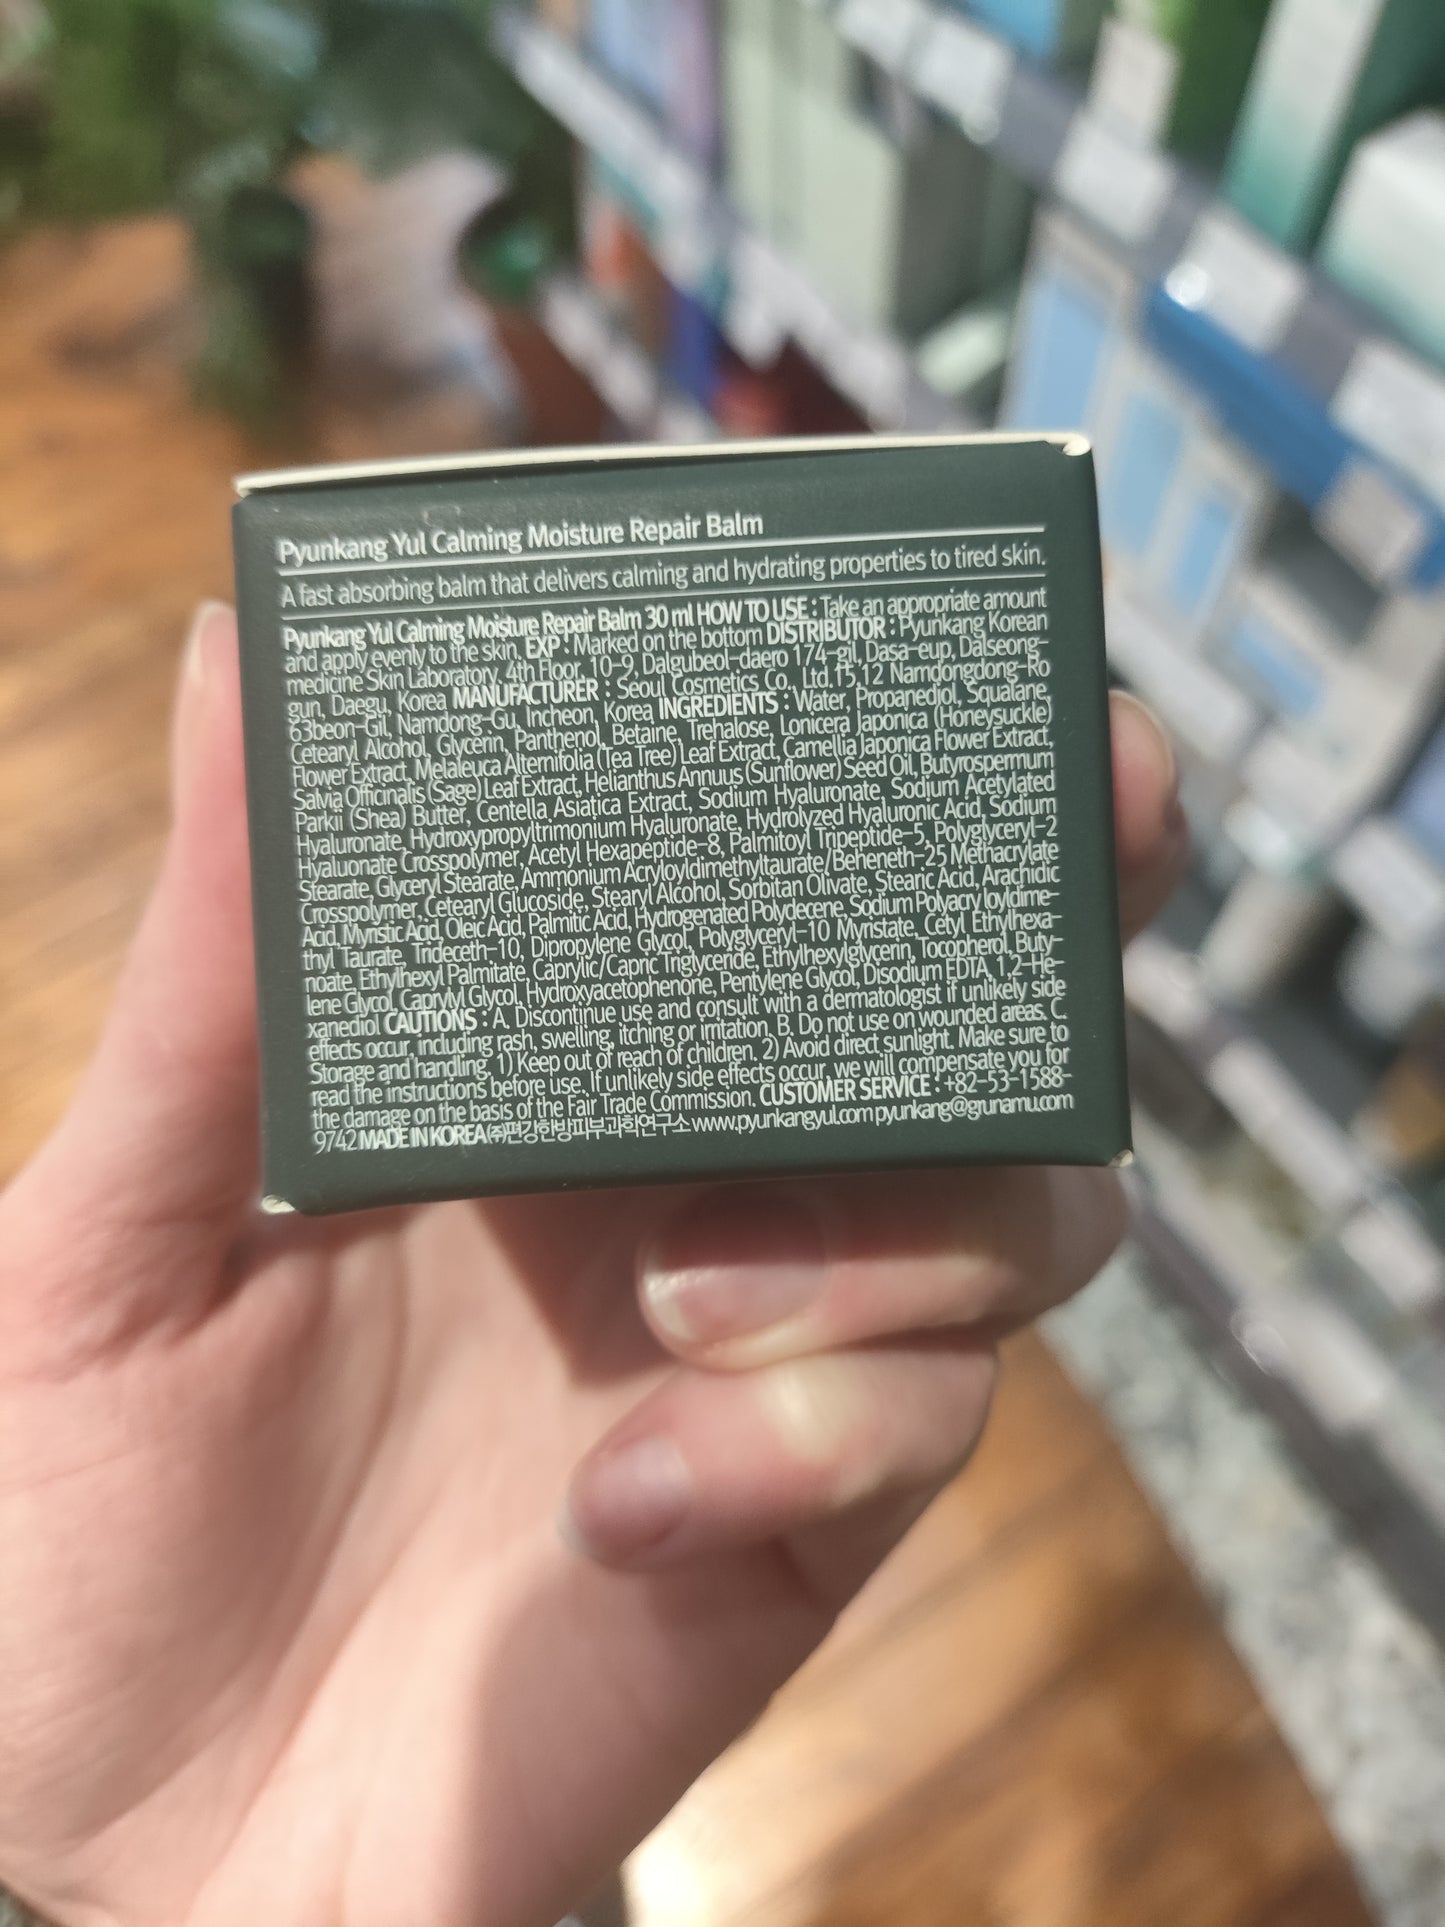 Pyunkang Yul Calming Moisture Repair Balm
A fast absorbing balm that delivers calming and hydrating properties to tired skin.
Pyunkang Yul Calming Moisture Repair Balm 30 ml HOW TO USE : Take an appropriate amount
and apply evenly to the skin. EXP : Marked on the bottom DISTRIBUTOR : Pyunkang Korean
medicine Skin Laboratory. 4th Floor, 10-9, Dalgubeol-daero 174-gil, Dasa-eup, Dalseong-
gun, Daegu, Korea MANUFACTURER : Seoul Cosmetics Co., Ltd.15,12 Namdongdong-Ro
63beon-Gil, Namdong-Gu, Incheon, Korea INGREDIENTS : Water, Propanediol, Squalane,
Cetearyl Alcohol, Glycerin, Panthenol, Betaine, Trehalose, Lonicera Japonica (Honeysuckle)
Flower Extract, Melaleuca Alternifolia (Tea Tree) Leaf Extract, Camellia Japonica Flower Extract,
Salvia Officinalis (Sage) Leaf Extract, Helianthus Annuus (Sunflower) Seed Oil, Butyrospermum
Parkii (Shea) Butter, Centella Asiatica Extract, Sodium Hyaluronate, Sodium Acetylated
Hyaluronate, Hydroxypropyltrimonium Hyaluronate, Hydrolyzed Hyaluronic Acid, Sodium
Hyaluonate Crosspolymer, Acetyl Hexapeptide-8, Palmitoyl Tripeptide-5, Polyglyceryl-2
Stearate, Glyceryl Stearate, Ammonium Acryloyldimethyltaurate/Beheneth-25 Methacrylate
Crosspolymer, Cetearyl Glucoside, Stearyl Alcohol, Sorbitan Olivate, Stearic Acid, Arachidic
Acid, Myristic Acid, Oleic Acid, Palmitic Acid, Hydrogenated Polydecene, Sodium Polyacryloyldime-
thyl Taurate, Trideceth-10, Dipropylene Glycol, Polyglyceryl-10 Myristate, Cetyl Ethylhexa-
noate, Ethylhexyl Palmitate, Caprylic/Capric Triglyceride, Ethylhexylglycerin, Tocopherol, Buty-
lene Glycol, Caprylyl Glycol, Hydroxyacetophenone, Pentylene Glycol, Disodium EDTA, 1,2-He-
xanediol CAUTIONS : A. Discontinue use and consult with a dermatologist if unlikely side
effects occur, including rash, swelling, itching or irritation. B. Do not use on wounded areas. C.
Storage and handling. 1) Keep out of reach of children. 2) Avoid direct sunlight. Make sure to
read the instructions before use. If unlikely side effects occur, we will compensate you for
the damage on the basis of the Fair Trade Commission. CUSTOMER SERVICE : +82-53-1588-
9742 MADE IN KOREA ㈜편강한방피부과학연구소 www.pyunkangyul.com pyunkang@grunamu.com